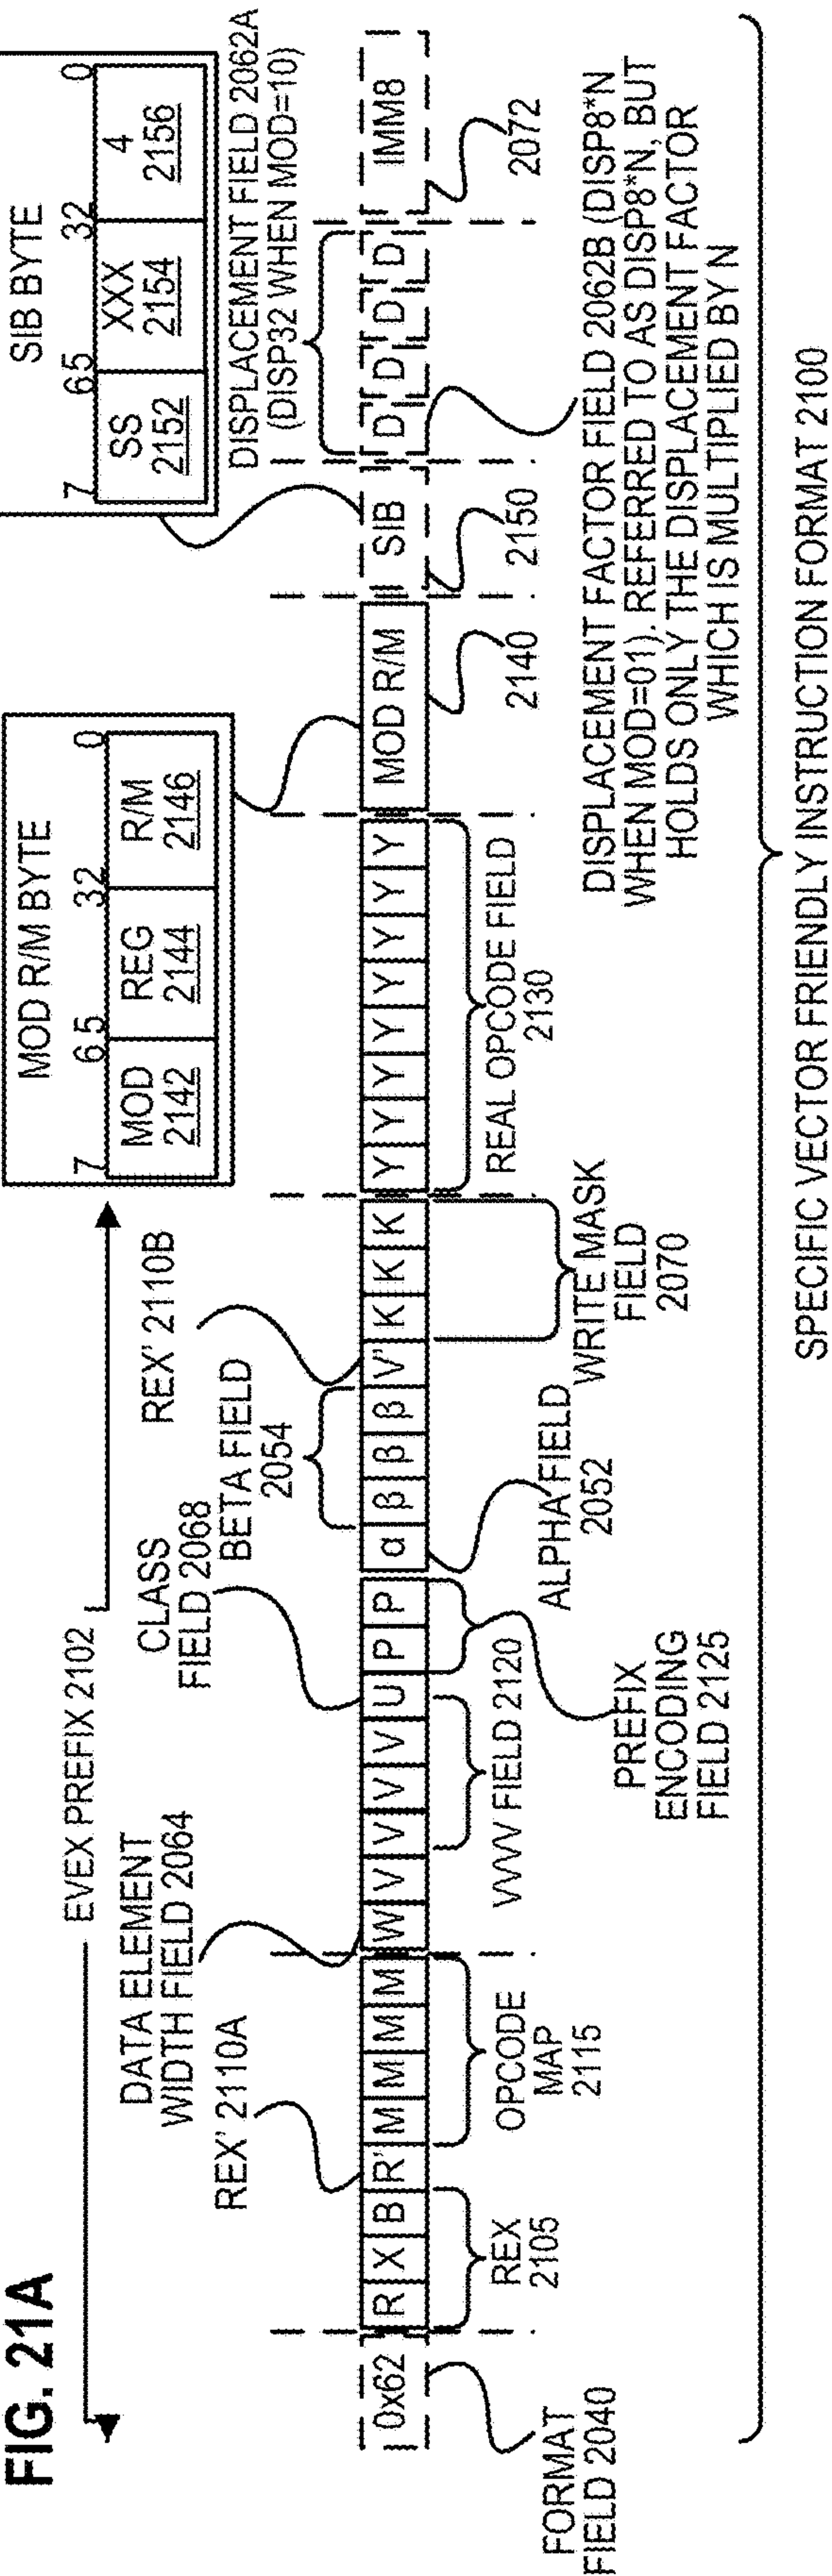 FIG. 21A
EVEX PREFIX 2102
MOD R/M BYTE
7 6 5 3 2 0
MOD REG R/M
2142 2144 2146
SIB BYTE
7 6 5 3 2 0
SS XXX 4
2152 2154 2156
DATA ELEMENT
WIDTH FIELD 2064
REX' 2110A
CLASS
FIELD 2068
BETA FIELD
2054
REX' 2110B
DISPLACEMENT FIELD 2062A
(DISP32 WHEN MOD=10)
0x62 R X B R' M M M M W V V V V U P P α β β β V' K K K Y Y Y Y Y Y Y Y MOD R/M SIB D D D D IMM8
FORMAT
FIELD 2040
REX
2105
OPCODE
MAP
2115
VVVV FIELD 2120
PREFIX
ENCODING
FIELD 2125
ALPHA FIELD
2052
WRITE MASK
FIELD
2070
REAL OPCODE FIELD
2130
2140
2150
2072
DISPLACEMENT FACTOR FIELD 2062B (DISP8*N
WHEN MOD=01). REFERRED TO AS DISP8*N, BUT
HOLDS ONLY THE DISPLACEMENT FACTOR
WHICH IS MULTIPLIED BY N
SPECIFIC VECTOR FRIENDLY INSTRUCTION FORMAT 2100